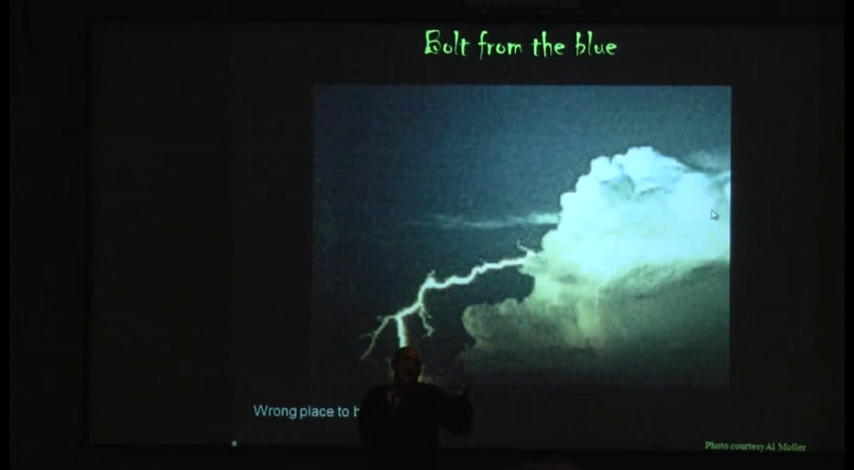 Bolt from the blue
Wrong place to b
Photo courtesy Al Moller